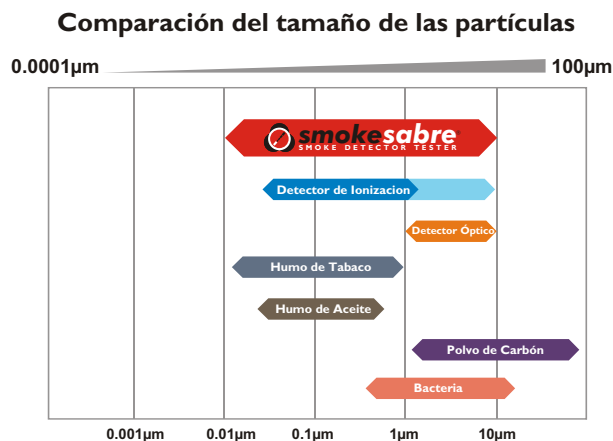 Comparación del tamaño de las partículas
0.0001µm 100µm
smokesabre®
SMOKE DETECTOR TESTER
Detector de Ionizacion
Detector Óptico
Humo de Tabaco
Humo de Aceite
Polvo de Carbón
Bacteria
0.001µm 0.01µm 0.1µm 1µm 10µm